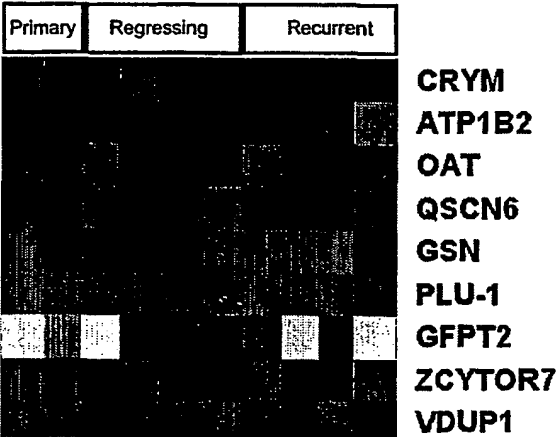 Primary Regressing Recurrent
CRYM
ATP1B2
OAT
QSCN6
GSN
PLU-1
GFPT2
ZCYTOR7
VDUP1